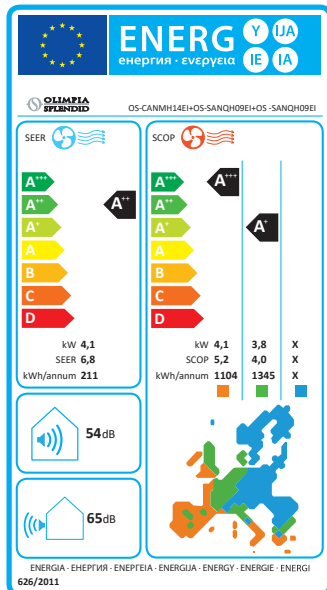 ENERG Y IJA
енергия · ενεργεια IE IA
OLIMPIA
SPLENDID
OS-CANMH14EI+OS-SANQH09EI+OS -SANQH09EI
SEER
SCOP
A+++
A++
A+
A
B
C
D
A++
A+++
A++
A+
A
B
C
D
A+++
A+
kW 4,1
SEER 6,8
kWh/annum 211
kW 4,1 3,8 X
SCOP 5,2 4,0 X
kWh/annum 1104 1345 X
54dB
65dB
ENERGIA · ЕНЕРГИЯ · ΕΝΕΡΓΕΙΑ · ENERGIJA · ENERGY · ENERGIE · ENERGI
626/2011